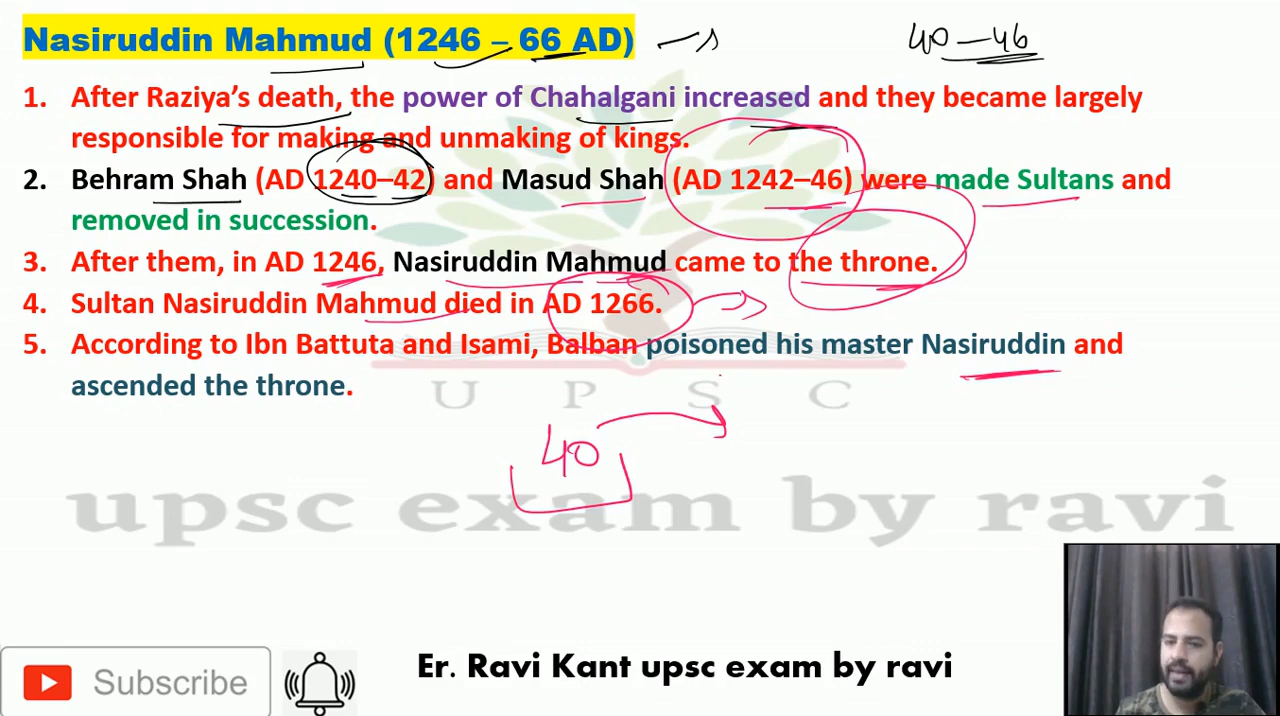 Nasiruddin Mahmud (1246 – 66 AD)
40 – 46
1. After Raziya's death, the power of Chahalgani increased and they became largely
responsible for making and unmaking of kings.
2. Behram Shah (AD 1240–42) and Masud Shah (AD 1242–46) were made Sultans and
removed in succession.
3. After them, in AD 1246, Nasiruddin Mahmud came to the throne.
4. Sultan Nasiruddin Mahmud died in AD 1266.
5. According to Ibn Battuta and Isami, Balban poisoned his master Nasiruddin and
ascended the throne.
U P S C
40
upsc exam by ravi
Subscribe
Er. Ravi Kant upsc exam by ravi